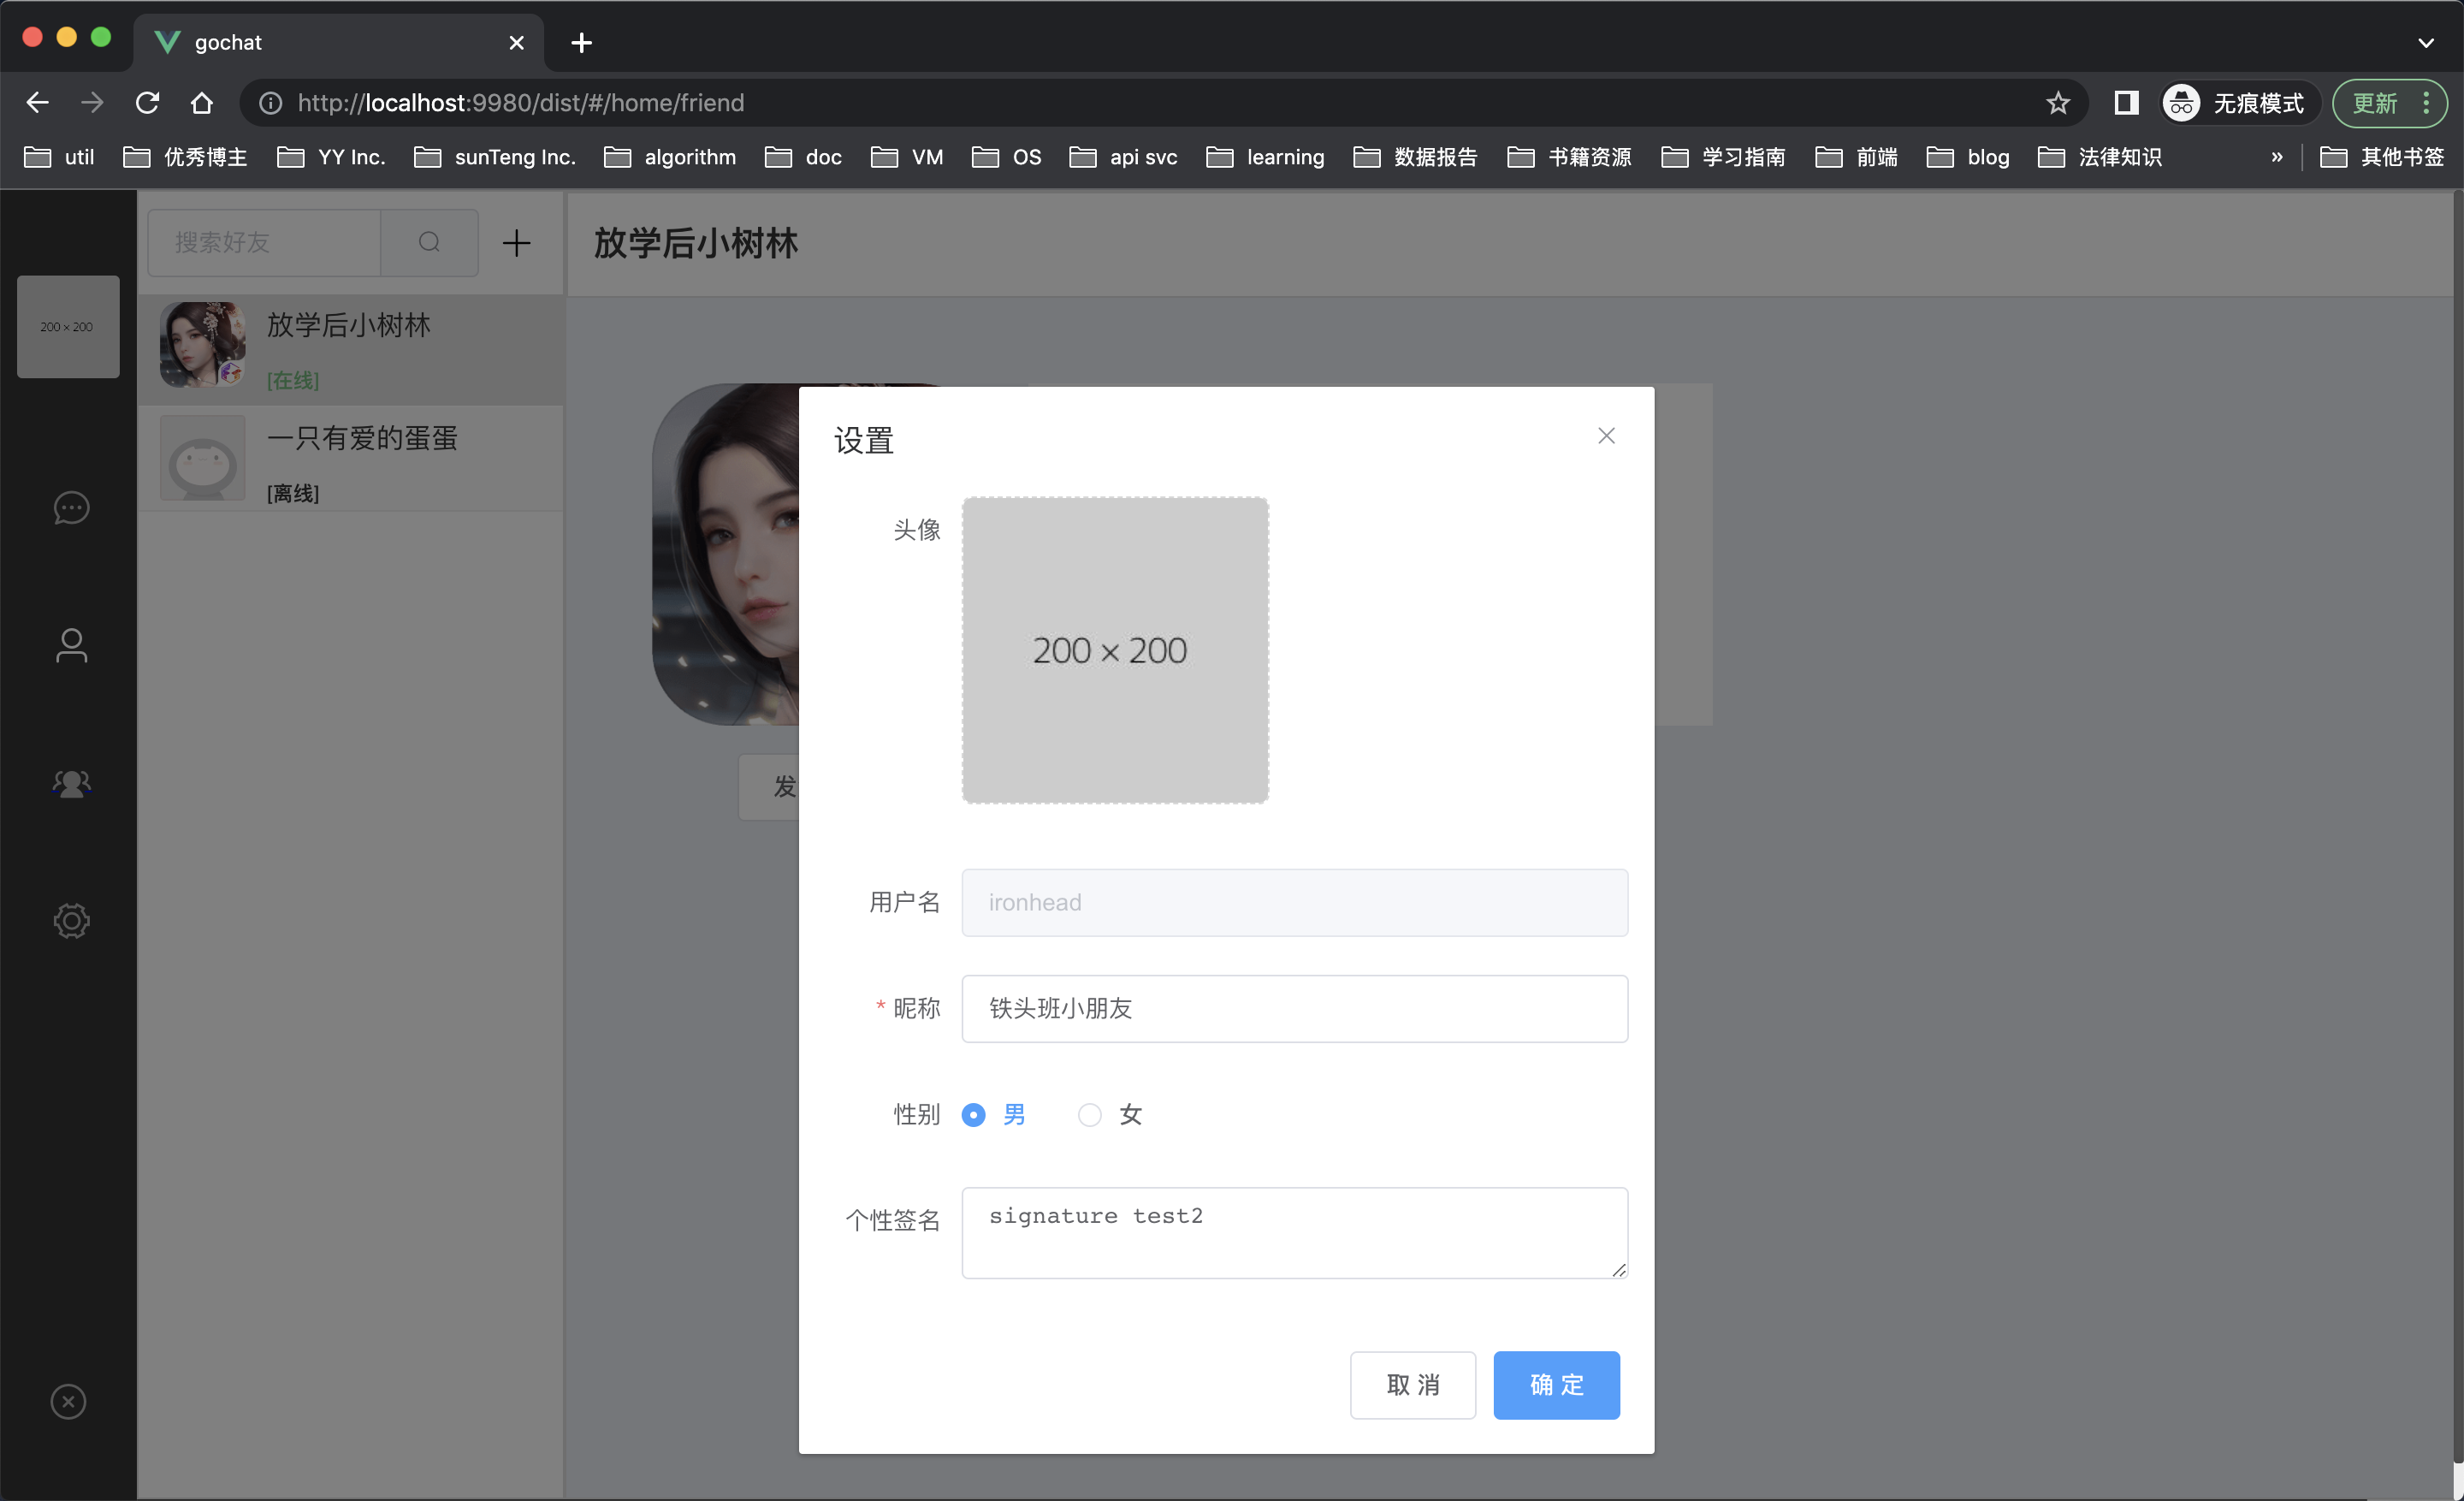 gochat
http://localhost:9980/dist/#/home/friend
无痕模式
更新
util 优秀博主 YY Inc. sunTeng Inc. algorithm doc VM OS api svc learning 数据报告 书籍资源 学习指南 前端 blog 法律知识 » 其他书签
搜索好友
放学后小树林
200 × 200
放学后小树林
[在线]
一只有爱的蛋蛋
[离线]
发
设置
头像
200 × 200
用户名 ironhead
* 昵称 铁头班小朋友
性别 男 女
个性签名 signature test2
取 消 确 定